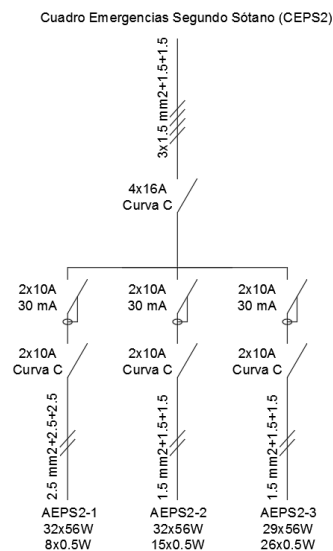 Cuadro Emergencias Segundo Sótano (CEPS2)
3x1.5 mm2+1.5+1.5
4x16A
Curva C
2x10A
30 mA
2x10A
30 mA
2x10A
30 mA
2x10A
Curva C
2x10A
Curva C
2x10A
Curva C
2.5 mm2+2.5+2.5
1.5 mm2+1.5+1.5
1.5 mm2+1.5+1.5
AEPS2-1
32x56W
8x0.5W
AEPS2-2
32x56W
15x0.5W
AEPS2-3
29x56W
26x0.5W